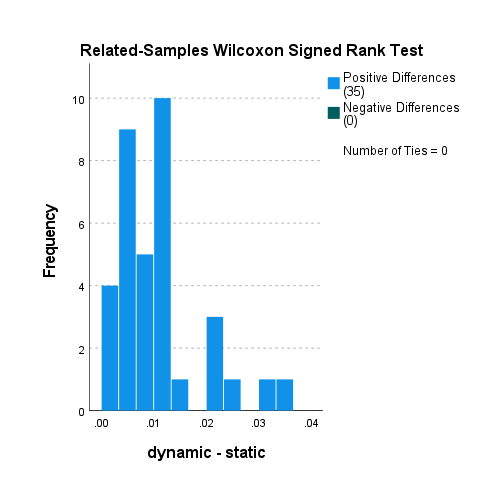 Related-Samples Wilcoxon Signed Rank Test
Positive Differences
(35)
Negative Differences
(0)
Number of Ties = 0
Frequency
10
8
6
4
2
0
.00 .01 .02 .03 .04
dynamic - static